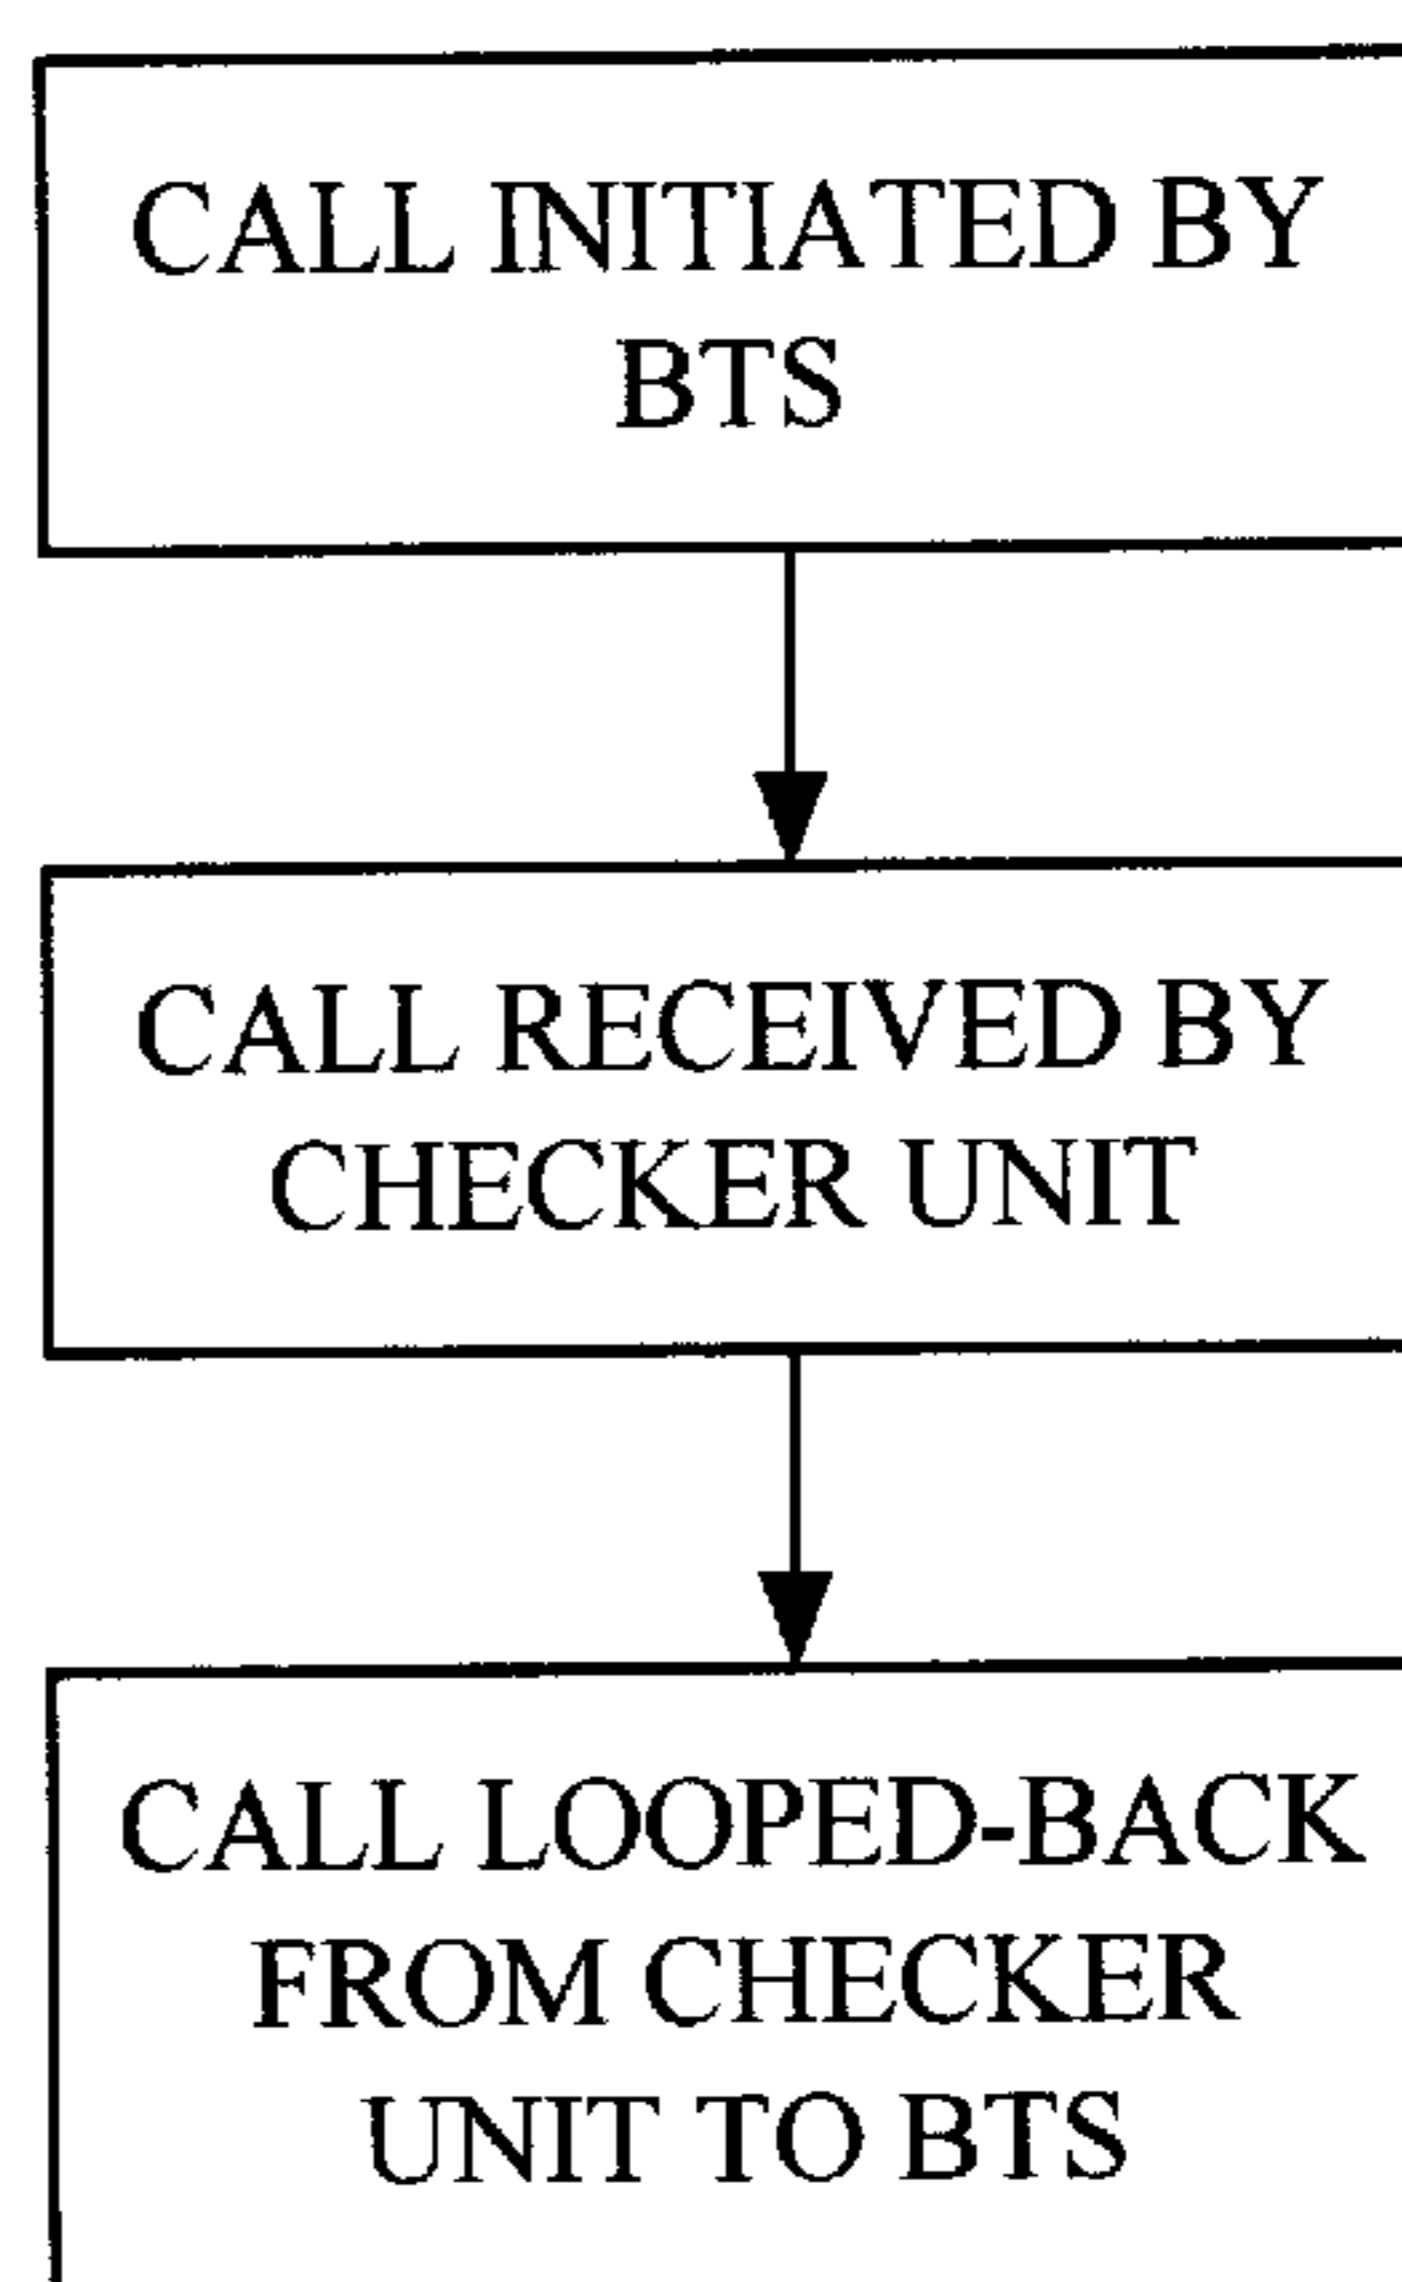 CALL INITIATED BY
BTS
CALL RECEIVED BY
CHECKER UNIT
CALL LOOPED-BACK
FROM CHECKER
UNIT TO BTS